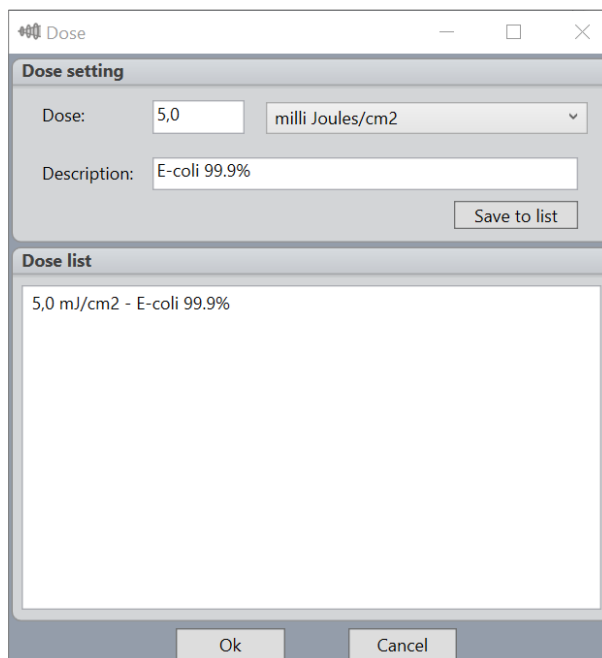 Dose
Dose setting
Dose: 5,0 milli Joules/cm2
Description: E-coli 99.9%
Save to list
Dose list
5,0 mJ/cm2 - E-coli 99.9%
Ok Cancel